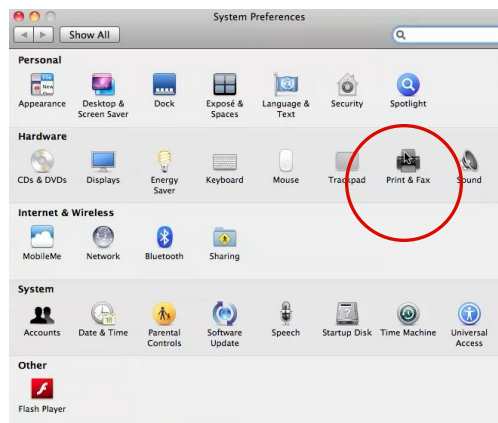 System Preferences
Show All
Personal
Appearance
Desktop &
Screen Saver
Dock
Exposé &
Spaces
Language &
Text
Security
Spotlight
Hardware
CDs & DVDs
Displays
Energy
Saver
Keyboard
Mouse
Trackpad
Print & Fax
Sound
Internet & Wireless
MobileMe
Network
Bluetooth
Sharing
System
Accounts
Date & Time
Parental
Controls
Software
Update
Speech
Startup Disk
Time Machine
Universal
Access
Other
Flash Player